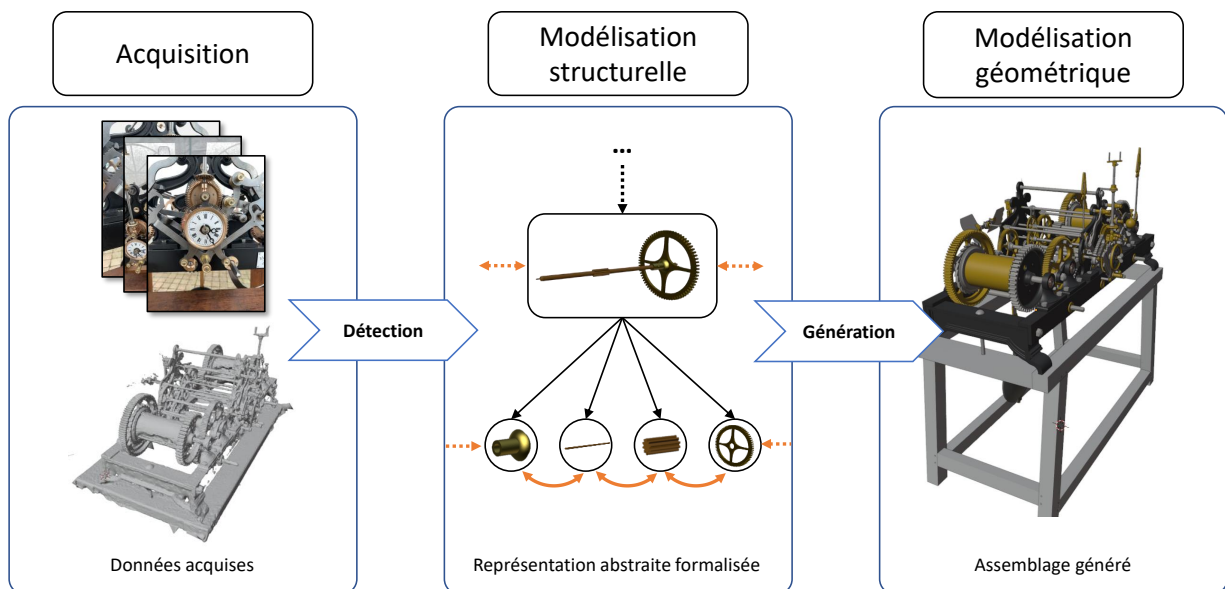 Acquisition
Modélisation
structurelle
Modélisation
géométrique
...
Détection
Génération
Données acquises
Représentation abstraite formalisée
Assemblage généré